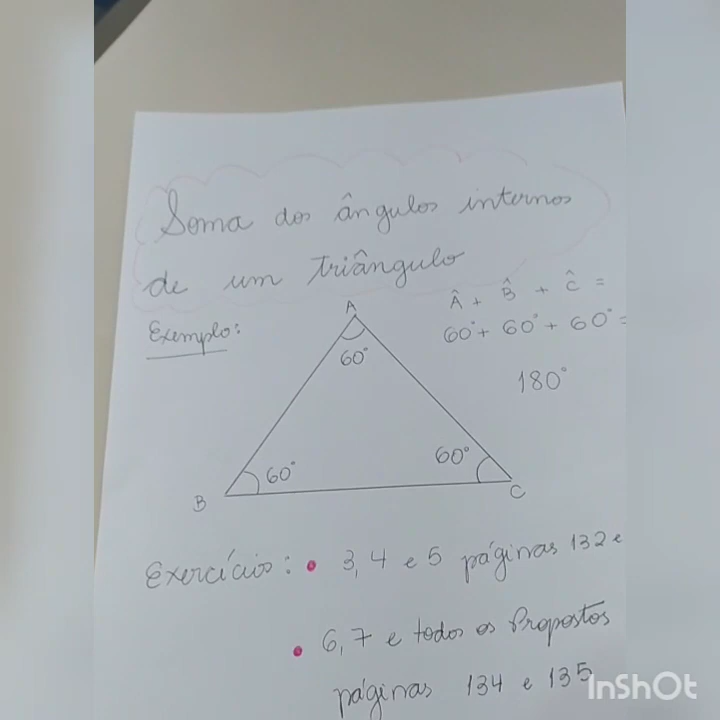 Soma dos ângulos internos
de um triângulo
Exemplo:
Â + B̂ + Ĉ =
60° + 60° + 60° =
180°
A
60°
60°
60°
B
C
Exercícios: • 3, 4 e 5 páginas 132 e
• 6, 7 e todos os Propostos
páginas 134 e 135
InShOt